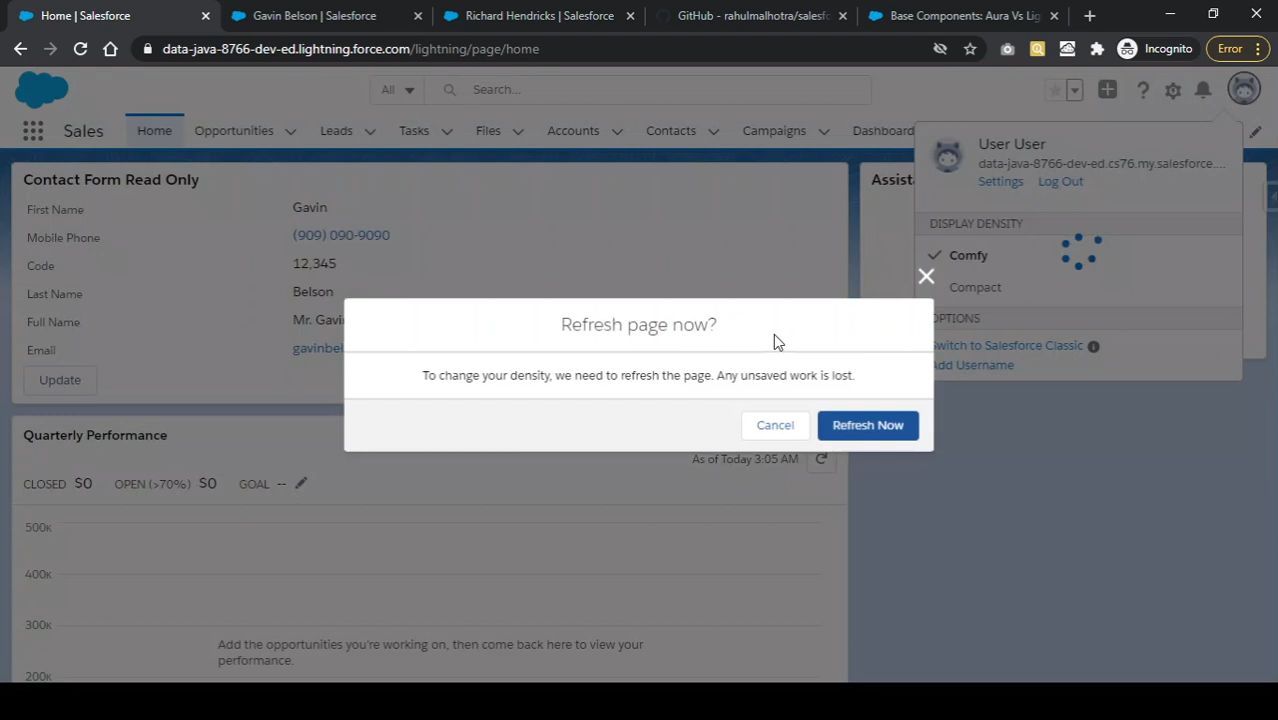 Home | Salesforce
Gavin Belson | Salesforce
Richard Hendricks | Salesforce
GitHub - rahulmalhotra/salesfo
Base Components: Aura Vs Lig
data-java-8766-dev-ed.lightning.force.com/lightning/page/home
Incognito
Error
All
Search...
Sales
Home
Opportunities
Leads
Tasks
Files
Accounts
Contacts
Campaigns
Dashboard
User User
data-java-8766-dev-ed.cs76.my.salesforce....
Settings
Log Out
DISPLAY DENSITY
Comfy
Compact
OPTIONS
Switch to Salesforce Classic
Add Username
Contact Form Read Only
First Name
Gavin
Mobile Phone
(909) 090-9090
Code
12,345
Last Name
Belson
Full Name
Mr. Gavi
Email
gavinbel
Update
Assista
Refresh page now?
To change your density, we need to refresh the page. Any unsaved work is lost.
Cancel
Refresh Now
Quarterly Performance
As of Today 3:05 AM
CLOSED $0 OPEN (>70%) $0 GOAL --
500K
400K
300K
200K
Add the opportunities you're working on, then come back here to view your
performance.